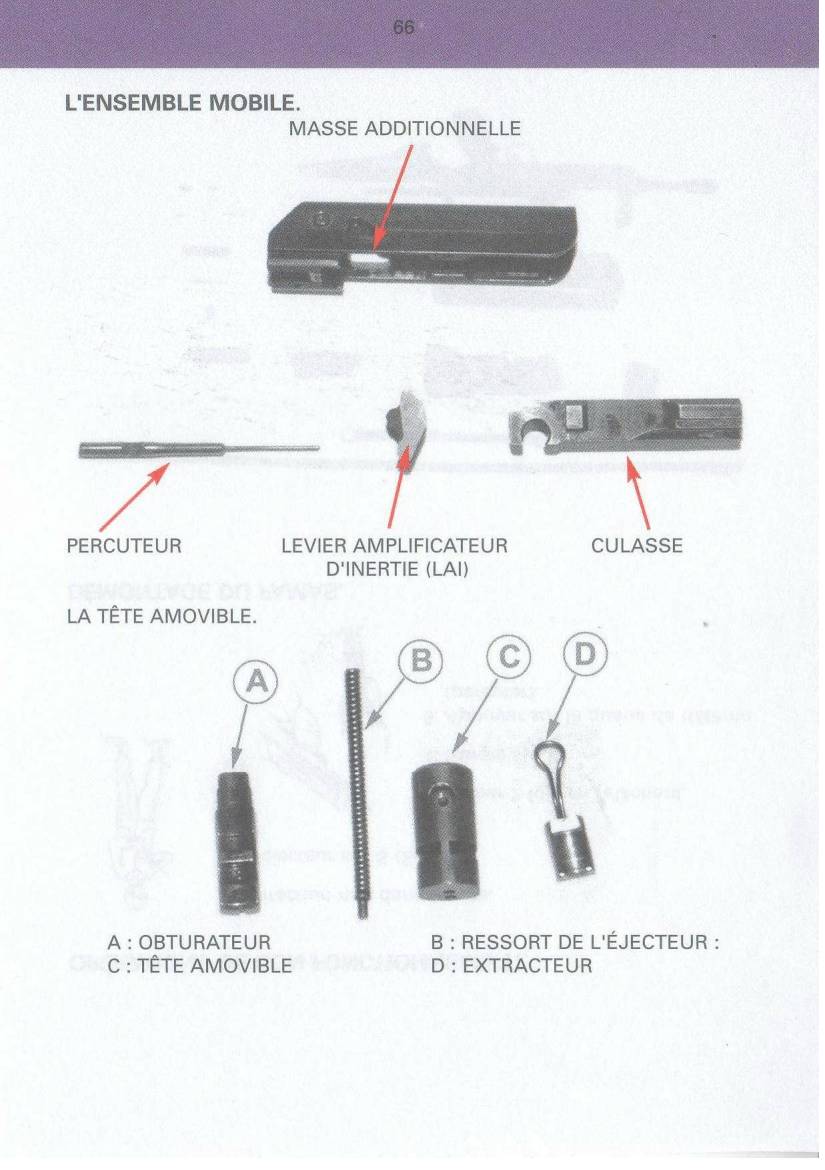 66
L'ENSEMBLE MOBILE.
MASSE ADDITIONNELLE
PERCUTEUR
LEVIER AMPLIFICATEUR
D'INERTIE (LAI)
CULASSE
LA TÊTE AMOVIBLE.
A
B
C
D
A : OBTURATEUR
B : RESSORT DE L'ÉJECTEUR :
C : TÊTE AMOVIBLE
D : EXTRACTEUR